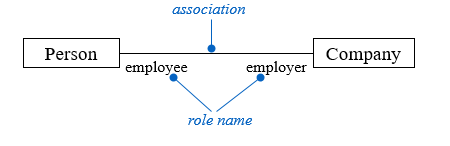 association
Person
Company
employee
employer
role name